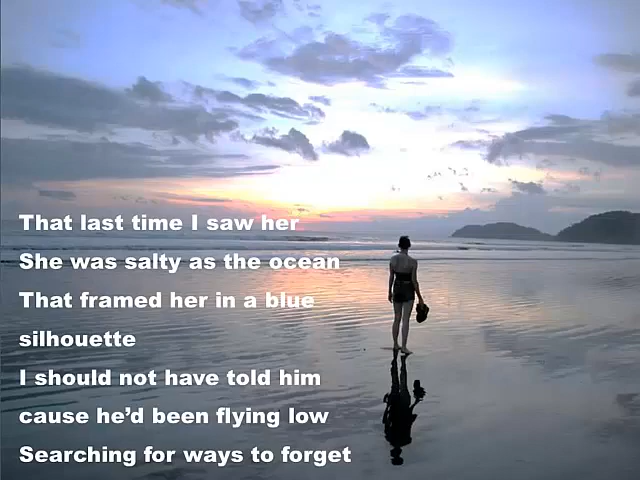 That last time I saw her
She was salty as the ocean
That framed her in a blue
silhouette
I should not have told him
cause he’d been flying low
Searching for ways to forget